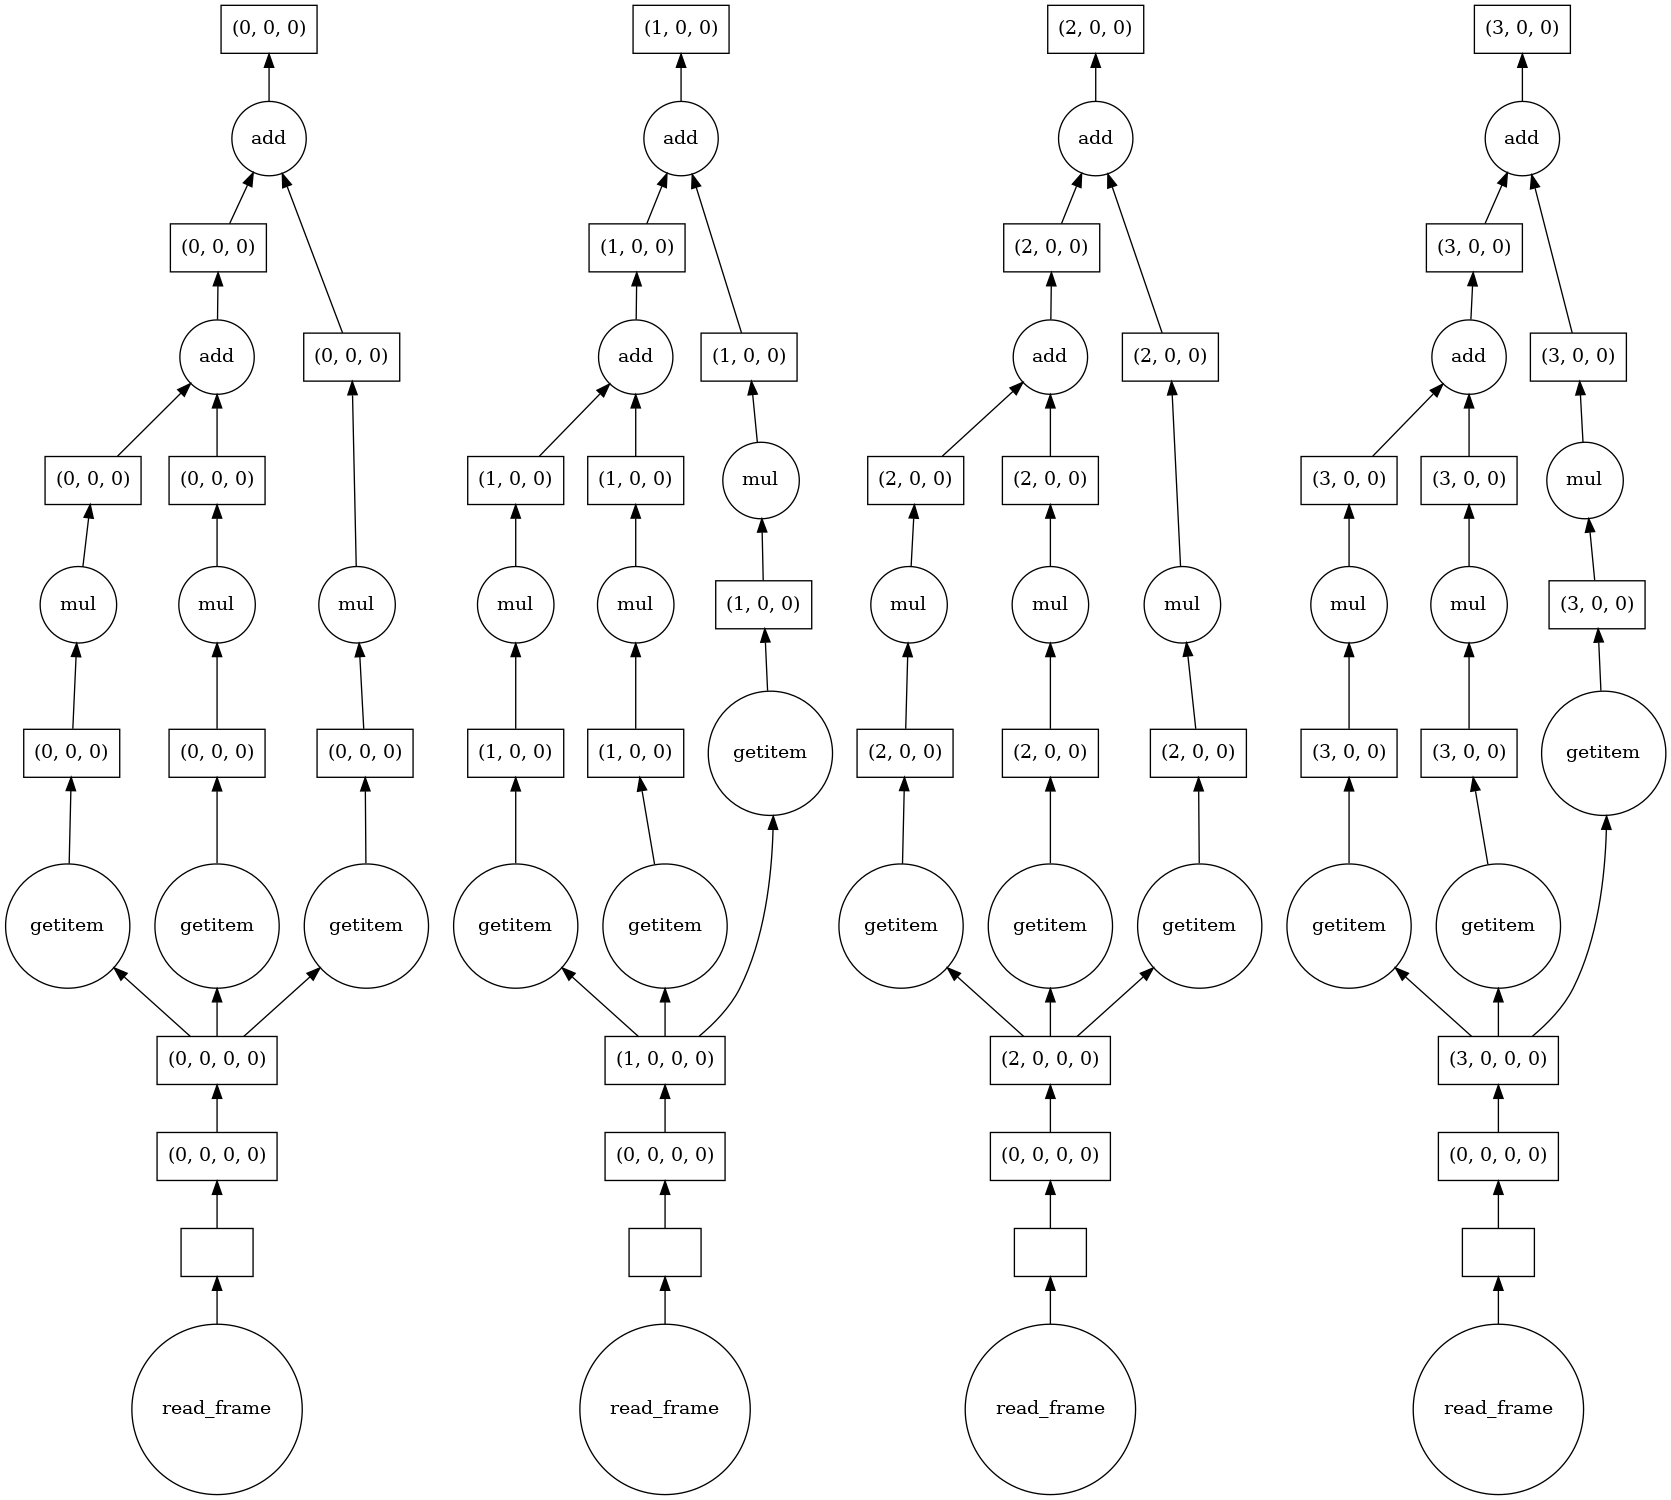 (0, 0, 0) (1, 0, 0) (2, 0, 0) (3, 0, 0)
add add add add
(0, 0, 0) (1, 0, 0) (2, 0, 0) (3, 0, 0)
add (0, 0, 0) add (1, 0, 0) add (2, 0, 0) add (3, 0, 0)
(0, 0, 0) (0, 0, 0) (1, 0, 0) (1, 0, 0) mul (2, 0, 0) (2, 0, 0) (3, 0, 0) (3, 0, 0) mul
mul mul mul mul mul (1, 0, 0) mul mul mul mul mul (3, 0, 0)
(0, 0, 0) (0, 0, 0) (0, 0, 0) (1, 0, 0) (1, 0, 0) getitem (2, 0, 0) (2, 0, 0) (2, 0, 0) (3, 0, 0) (3, 0, 0) getitem
getitem getitem getitem getitem getitem getitem getitem getitem getitem getitem
(0, 0, 0, 0) (1, 0, 0, 0) (2, 0, 0, 0) (3, 0, 0, 0)
(0, 0, 0, 0) (0, 0, 0, 0) (0, 0, 0, 0) (0, 0, 0, 0)
read_frame read_frame read_frame read_frame